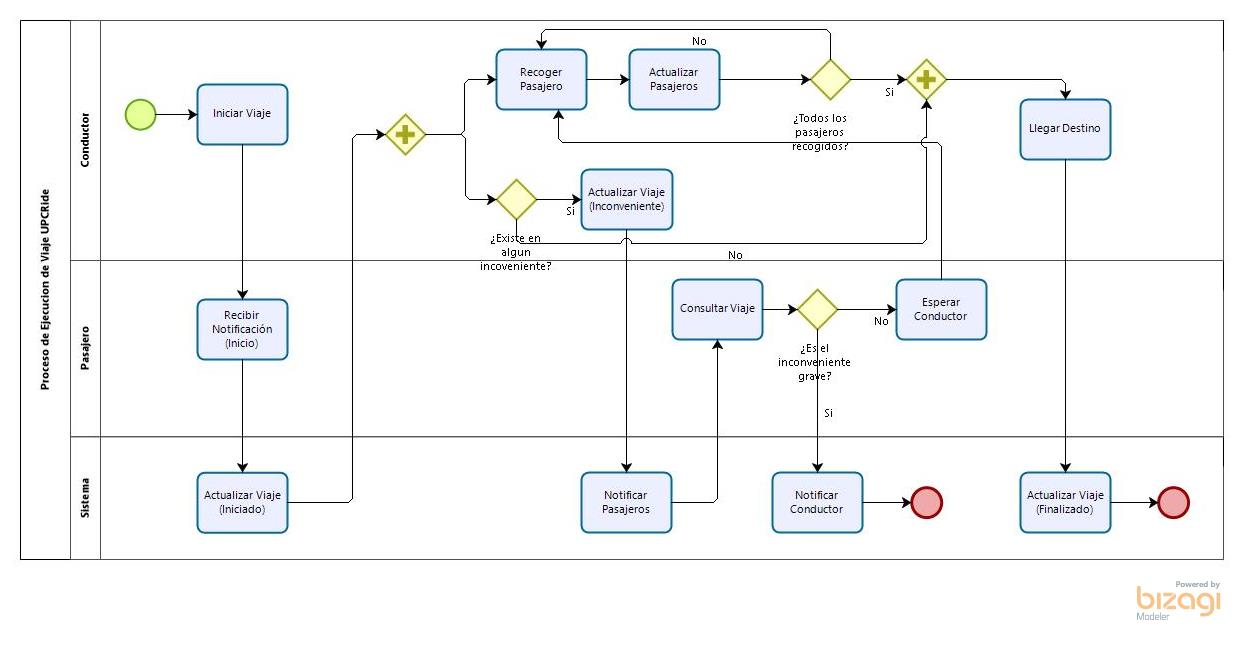 Proceso de Ejecucion de Viaje UPCRide
Conductor
Iniciar Viaje
Recoger
Pasajero
Actualizar
Pasajeros
No
Si
¿Todos los
pasajeros
recogidos?
Llegar Destino
¿Existe en
algun
incoveniente?
Si
Actualizar Viaje
(Inconveniente)
No
Pasajero
Recibir
Notificación
(Inicio)
Consultar Viaje
¿Es el
inconveniente
grave?
No
Si
Esperar
Conductor
Sistema
Actualizar Viaje
(Iniciado)
Notificar
Pasajeros
Notificar
Conductor
Actualizar Viaje
(Finalizado)
Powered by
bizagi
Modeler